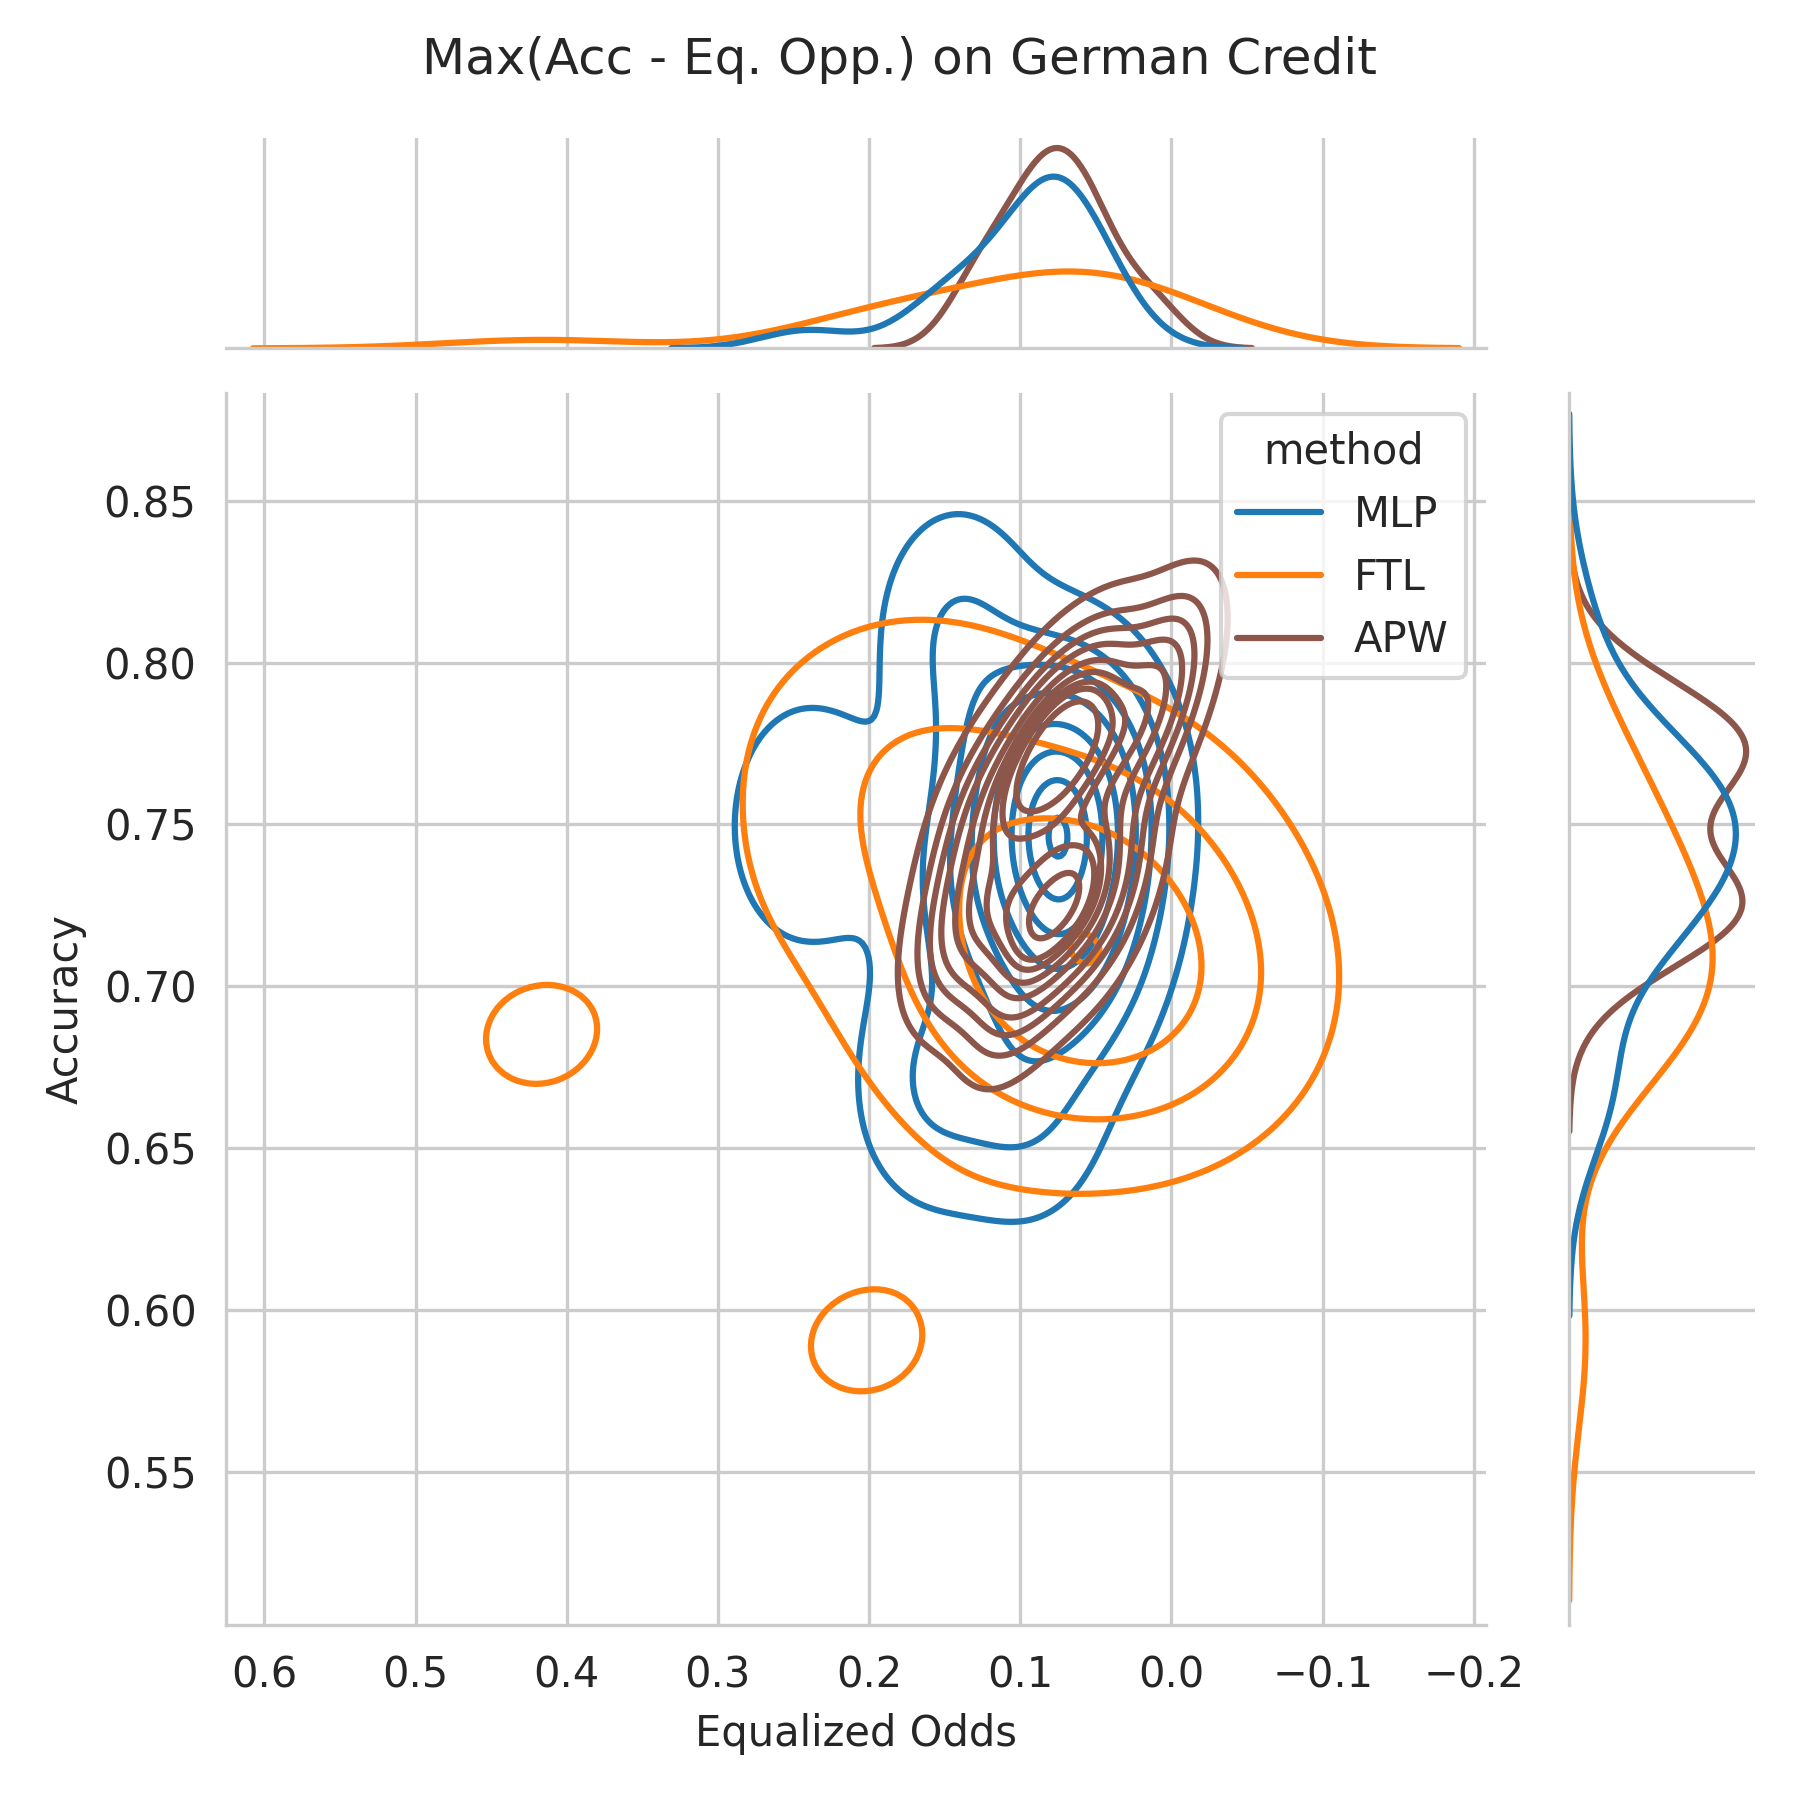 Max(Acc - Eq. Opp.) on German Credit
method
MLP
FTL
APW
Accuracy
0.85
0.80
0.75
0.70
0.65
0.60
0.55
0.6 0.5 0.4 0.3 0.2 0.1 0.0 −0.1 −0.2
Equalized Odds